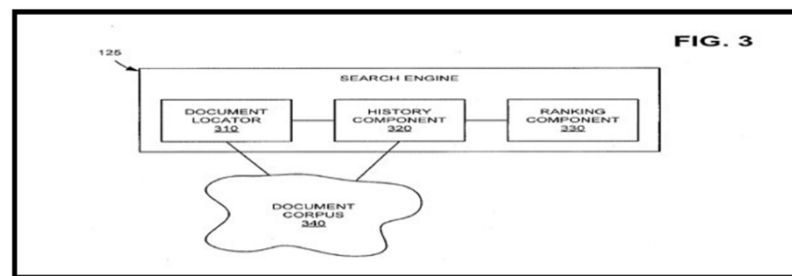 FIG. 3
125
SEARCH ENGINE
DOCUMENT
LOCATOR
310
HISTORY
COMPONENT
320
RANKING
COMPONENT
330
DOCUMENT
CORPUS
340